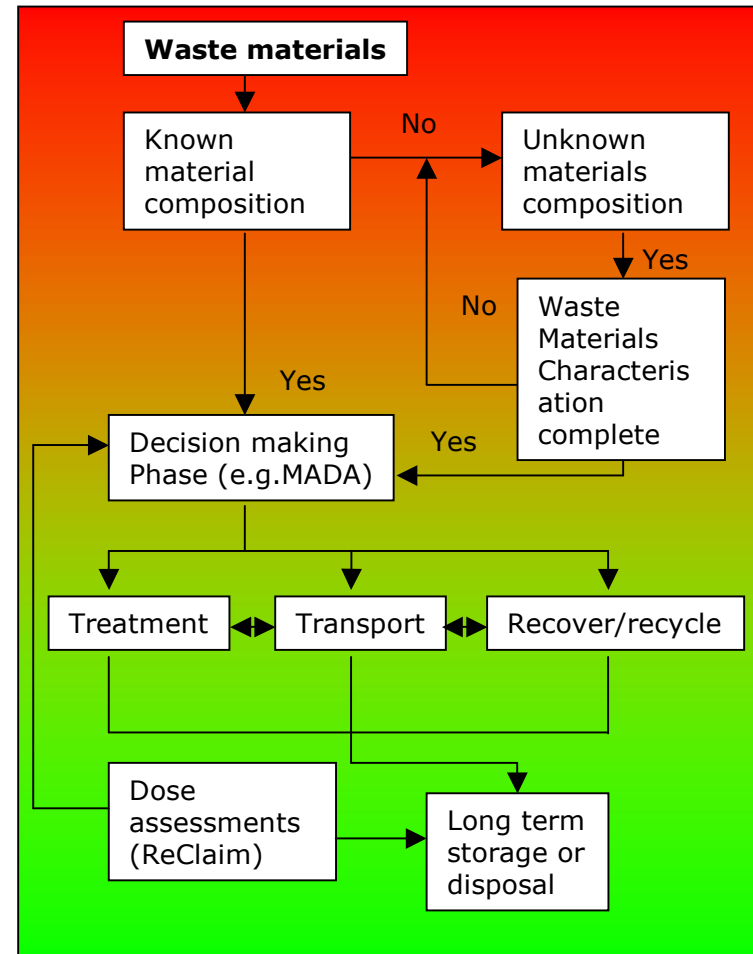 Waste materials
Known
material
composition
No
Unknown
materials
composition
Yes
No
Waste
Materials
Characteris
ation
complete
Yes
Decision making
Phase (e.g.MADA)
Yes
Treatment
Transport
Recover/recycle
Dose
assessments
(ReClaim)
Long term
storage or
disposal